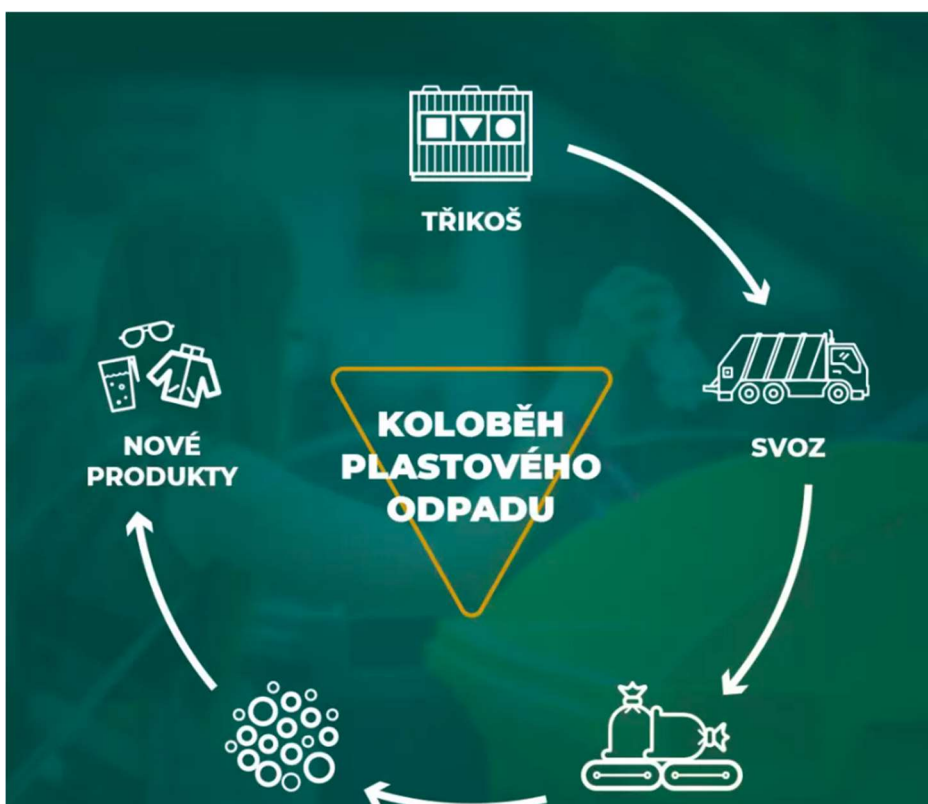 TŘIKOŠ
SVOZ
NOVÉ
PRODUKTY
KOLOBĚH
PLASTOVÉHO
ODPADU